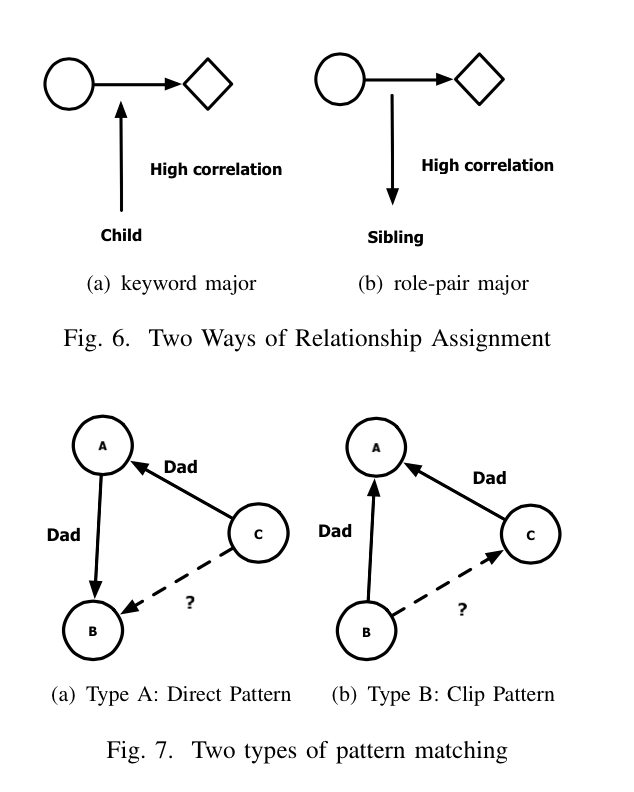 High correlation
High correlation
Child
Sibling
(a) keyword major
(b) role-pair major
Fig. 6. Two Ways of Relationship Assignment
A
Dad
Dad
C
?
B
A
Dad
Dad
C
?
B
(a) Type A: Direct Pattern
(b) Type B: Clip Pattern
Fig. 7. Two types of pattern matching